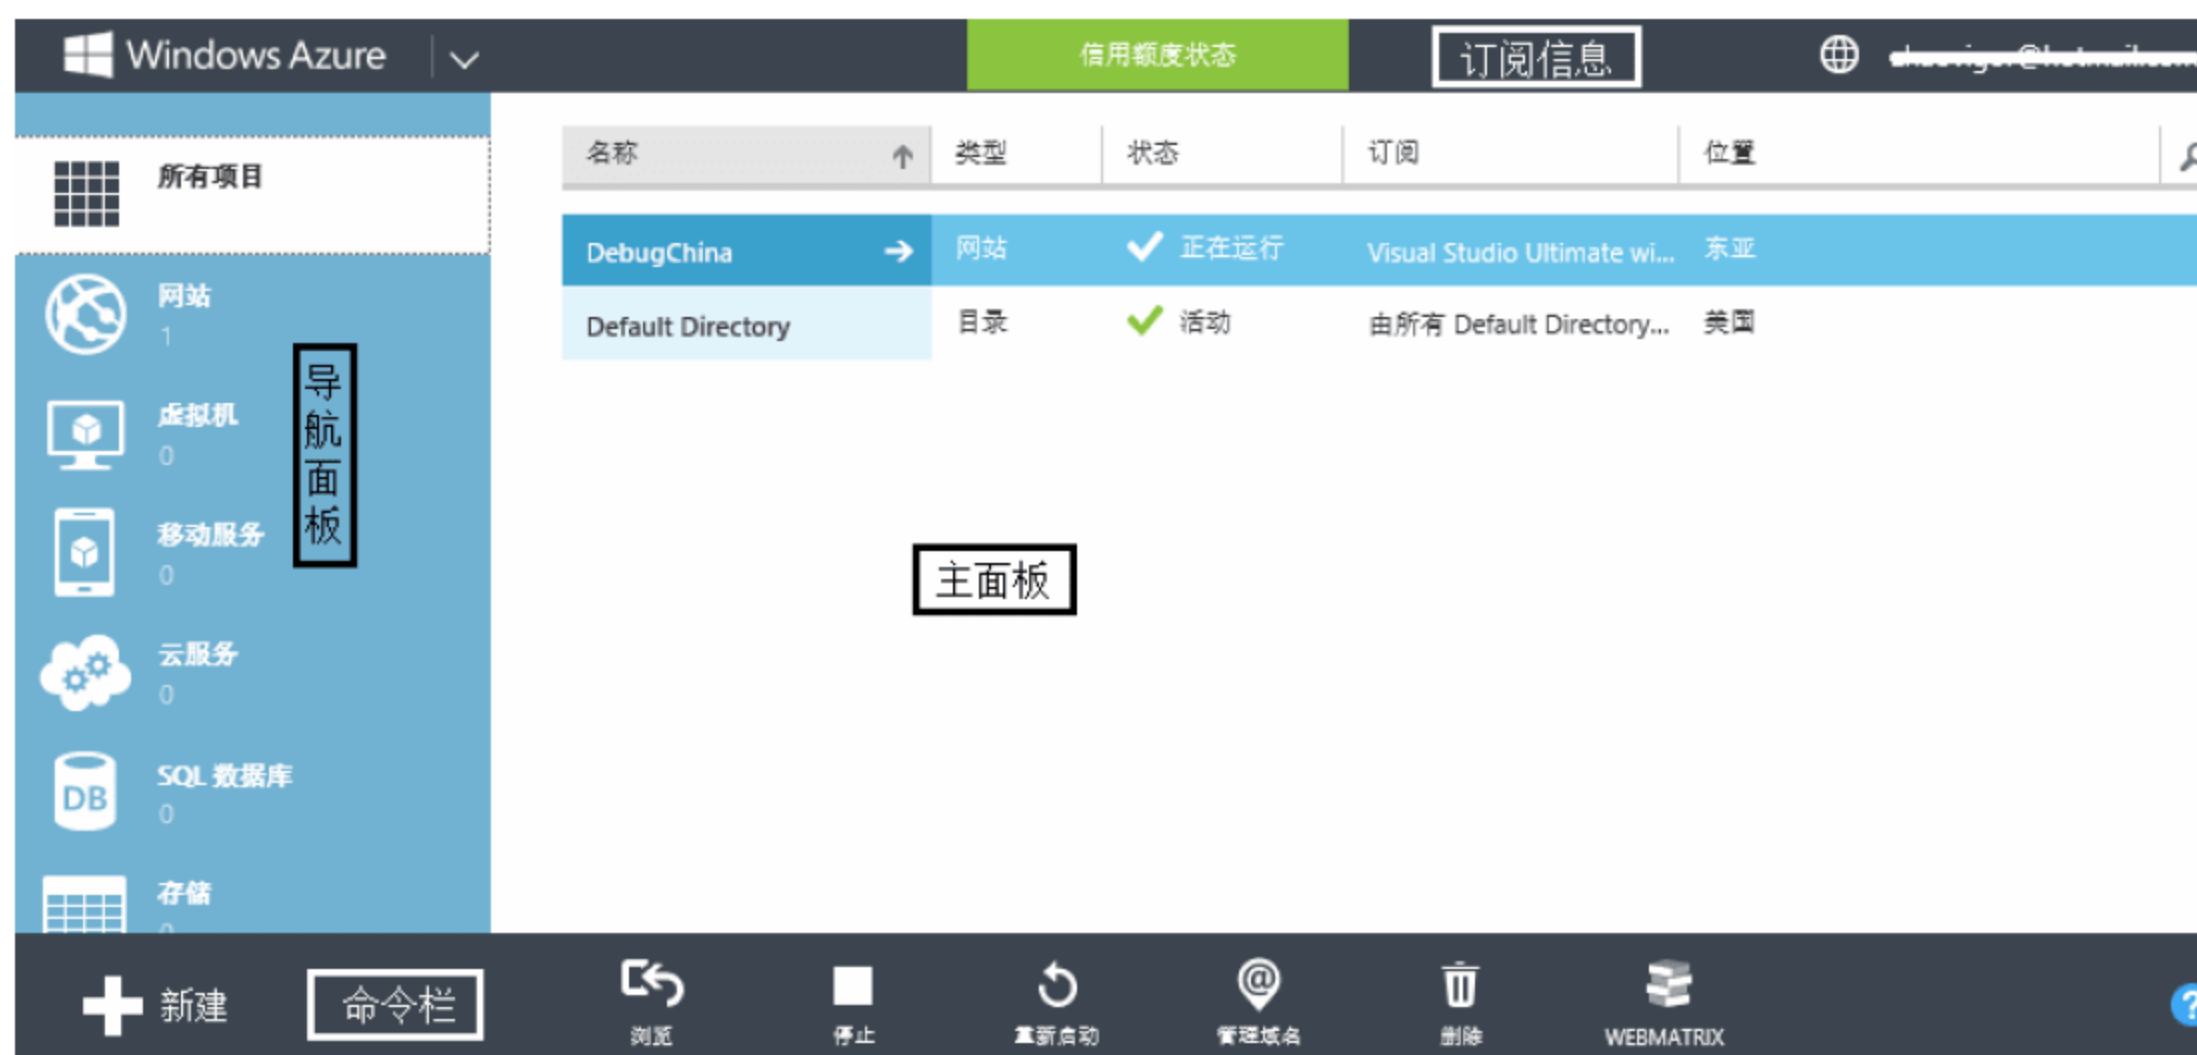 Windows Azure
信用额度状态
订阅信息
所有项目
网站
1
虚拟机
0
移动服务
0
云服务
0
DB
SQL 数据库
0
存储
导航面板
名称 类型 状态 订阅 位置
DebugChina 网站 正在运行 Visual Studio Ultimate wi... 东亚
Default Directory 目录 活动 由所有 Default Directory... 美国
主面板
新建
命令栏
浏览
停止
重新启动
@
管理域名
删除
WEBMATRIX
?